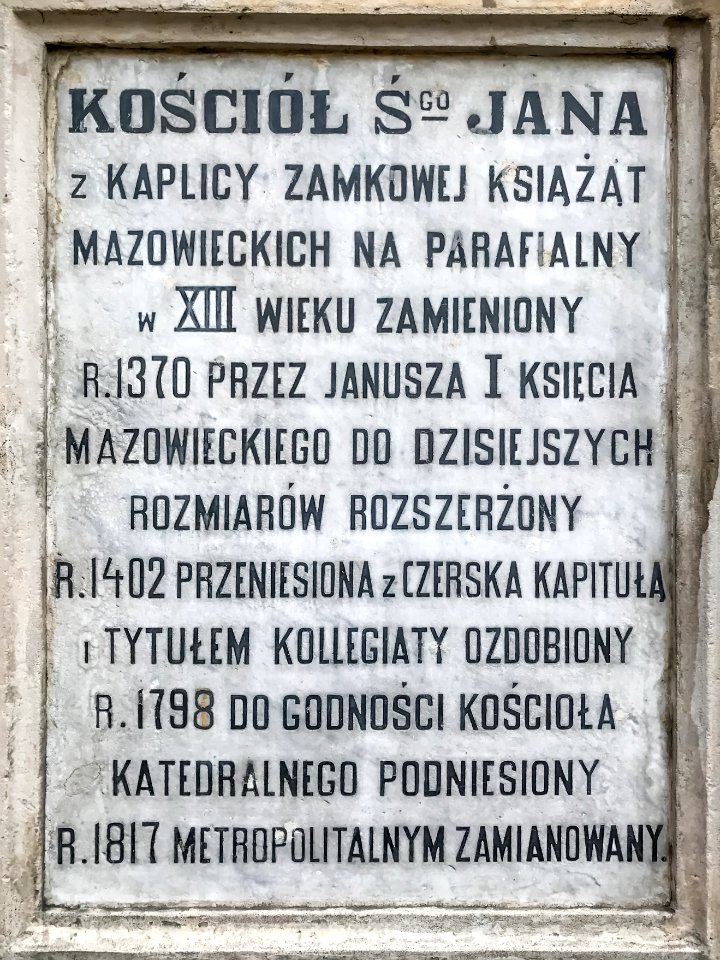 KOŚCIÓŁ ŚGO JANA
Z KAPLICY ZAMKOWEJ KSIĄŻĄT
MAZOWIECKICH NA PARAFIALNY
W XIII WIEKU ZAMIENIONY
R.1370 PRZEZ JANUSZA I KSIĘCIA
MAZOWIECKIEGO DO DZISIEJSZYCH
ROZMIARÓW ROZSZERŻONY
R.1402 PRZENIESIONA Z CZERSKA KAPITUŁĄ
I TYTUŁEM KOLLEGIATY OZDOBIONY
R.1798 DO GODNOŚCI KOŚCIOŁA
KATEDRALNEGO PODNIESIONY
R.1817 METROPOLITALNYM ZAMIANOWANY.